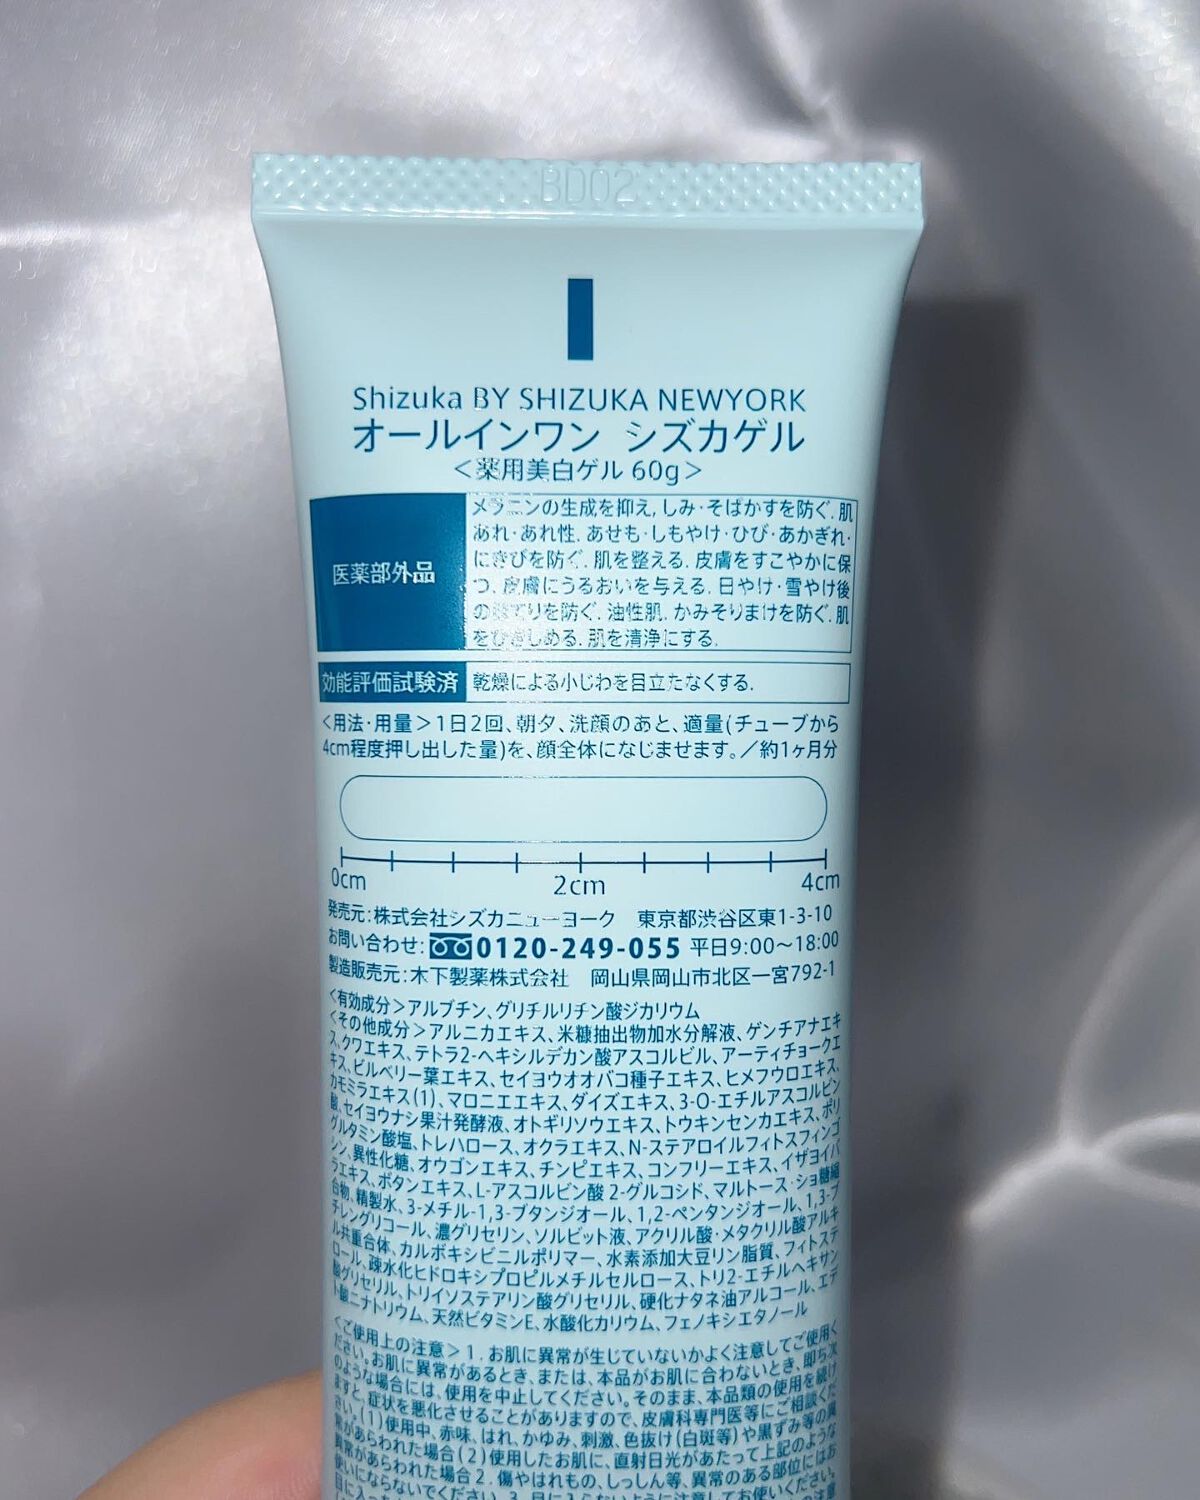 BD02
Shizuka BY SHIZUKA NEWYORK
オールインワン シズカゲル
＜薬用美白ゲル 60g＞
医薬部外品
メラニンの生成を抑え, しみ・そばかすを防ぐ. 肌
あれ・あれ性. あせも・しもやけ・ひび・あかぎれ・
にきびを防ぐ. 肌を整える. 皮膚をすこやかに保
つ. 皮膚にうるおいを与える. 日やけ・雪やけ後
のほてりを防ぐ. 油性肌. かみそりまけを防ぐ. 肌
をひきしめる. 肌を清浄にする.
効能評価試験済
乾燥による小じわを目立たなくする.
＜用法・用量＞1日2回、朝夕、洗顔のあと、適量(チューブから
4cm程度押し出した量)を、顔全体になじませます。／約1ヶ月分
0cm 2cm 4cm
発売元：株式会社シズカニューヨーク 東京都渋谷区東1-3-10
お問い合わせ：0120-249-055 平日9:00～18:00
製造販売元：木下製薬株式会社 岡山県岡山市北区一宮792-1
＜有効成分＞アルブチン、グリチルリチン酸ジカリウム
＜その他成分＞アルニカエキス、米糠抽出物加水分解液、ゲンチアナエキ
ス、クワエキス、テトラ2-ヘキシルデカン酸アスコルビル、アーティチョークエ
キス、ビルベリー葉エキス、セイヨウオオバコ種子エキス、ヒメフウロエキス、
カモミラエキス(1)、マロニエエキス、ダイズエキス、3-O-エチルアスコルビン
酸、セイヨウナシ果汁発酵液、オトギリソウエキス、トウキンセンカエキス、ポリ
グルタミン酸塩、トレハロース、オクラエキス、N-ステアロイルフィトスフィンゴ
シン、異性化糖、オウゴンエキス、チンピエキス、コンフリーエキス、イザヨイバ
ラエキス、ボタンエキス、L-アスコルビン酸 2-グルコシド、マルトース・ショ糖縮
合物、精製水、3-メチル-1,3-ブタンジオール、1,2-ペンタンジオール、1,3-ブ
チレングリコール、濃グリセリン、ソルビット液、アクリル酸・メタクリル酸アルキ
ル共重合体、カルボキシビニルポリマー、水素添加大豆リン脂質、フィトステ
ロール、疎水化ヒドロキシプロピルメチルセルロース、トリ2-エチルヘキサン
酸グリセリル、トリイソステアリン酸グリセリル、硬化ナタネ油アルコール、エデ
ト酸二ナトリウム、天然ビタミンE、水酸化カリウム、フェノキシエタノール
＜ご使用上の注意＞1. お肌に異常が生じていないかよく注意してご使用く
ださい。お肌に異常があるとき、または、本品がお肌に合わないとき、即ち次
のような場合には、使用を中止してください。そのまま、本品類の使用を続け
ますと、症状を悪化させることがありますので、皮膚科専門医等にご相談くだ
さい。(1)使用中、赤味、はれ、かゆみ、刺激、色抜け(白斑等)や黒ずみ等の異
常があらわれた場合(2)使用したお肌に、直射日光があたって上記のような
異常があらわれた場合 2. 傷やはれもの、しっしん等、異常のある部位にはお
使いにならないでください。3. 目に入らないように注意してお使いください。